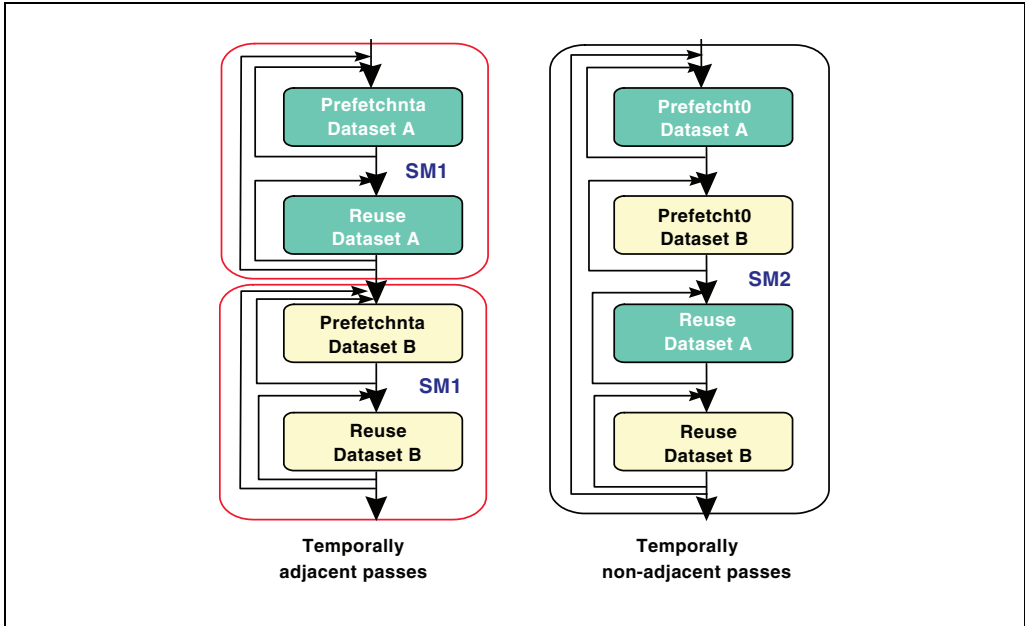 Prefetchnta
Dataset A
SM1
Reuse
Dataset A
Prefetchnta
Dataset B
SM1
Reuse
Dataset B
Temporally
adjacent passes
Prefetcht0
Dataset A
Prefetcht0
Dataset B
SM2
Reuse
Dataset A
Reuse
Dataset B
Temporally
non-adjacent passes